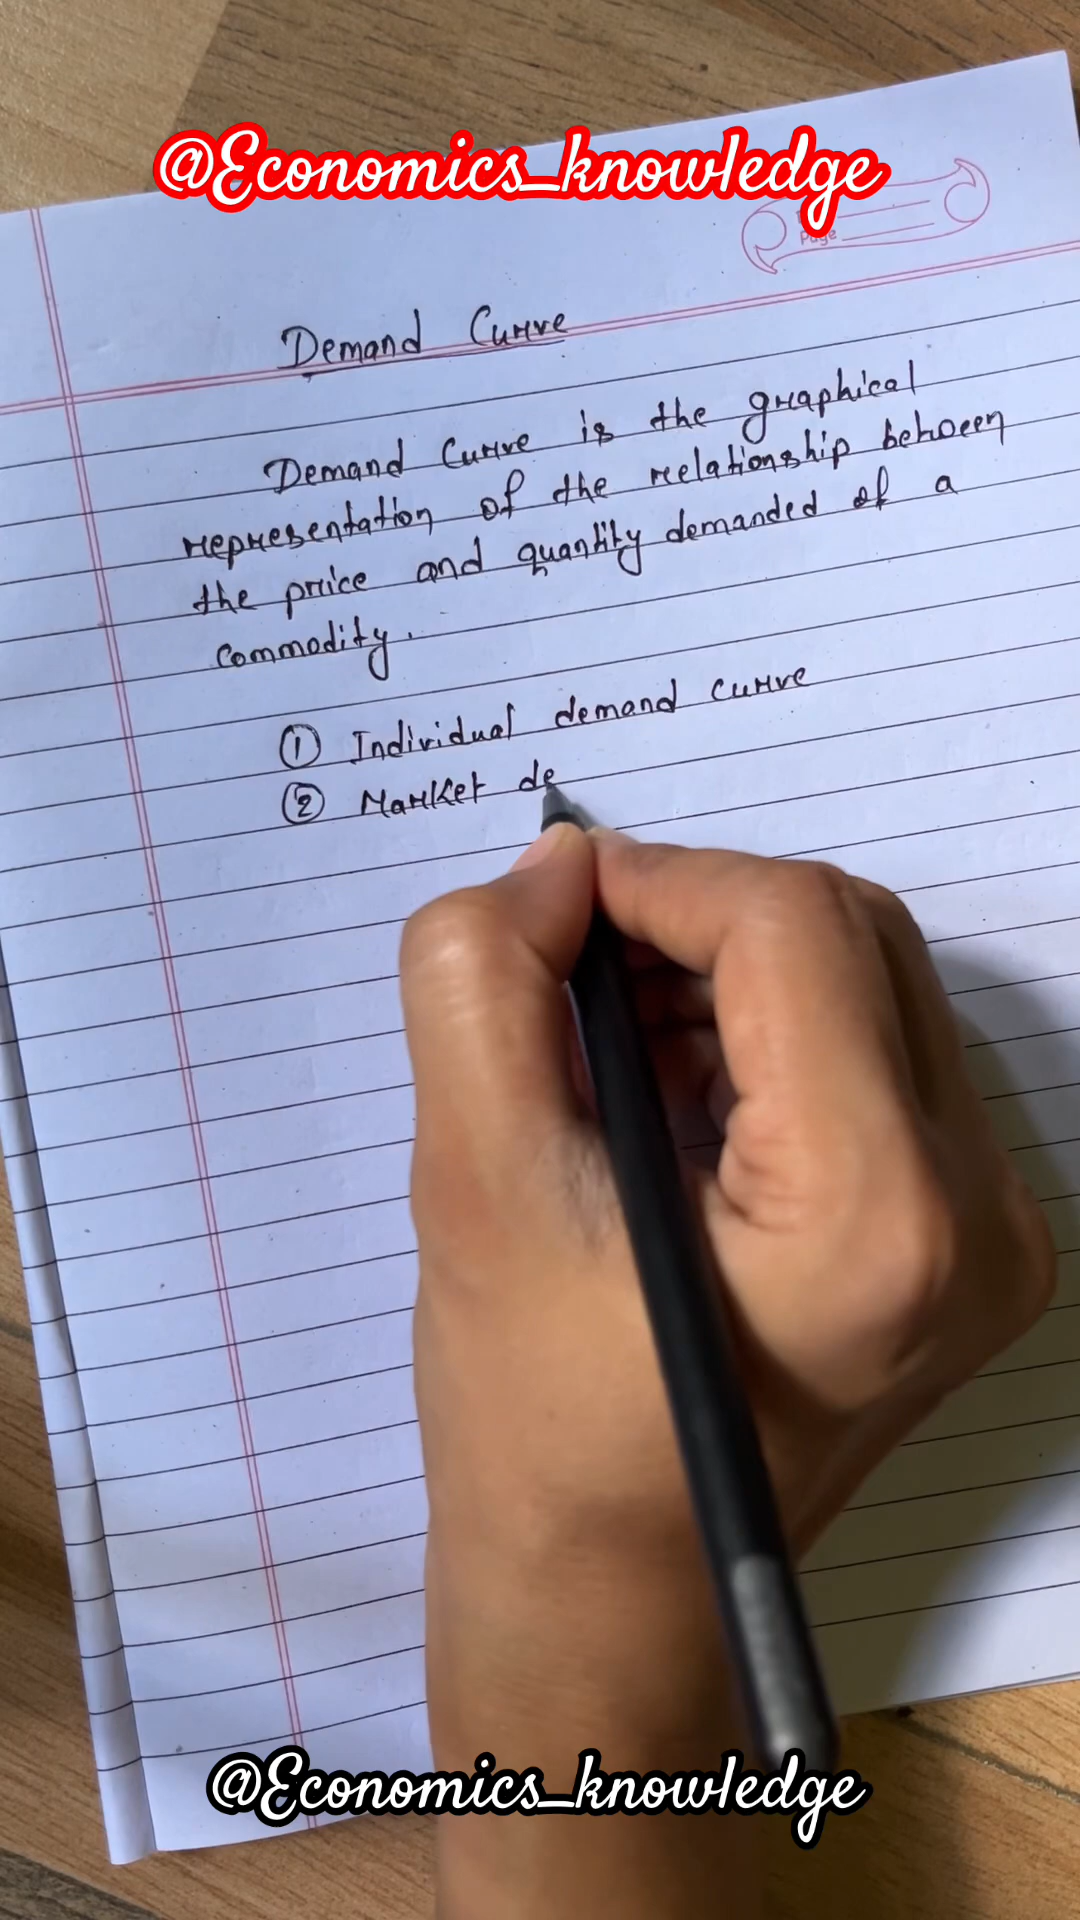 @Economics_knowledge
Page
Demand Curve
Demand Curve is the graphical
representation of the relationship between
the price and quantity demanded of a
commodity.
① Individual demand curve
② Market de
@Economics_knowledge